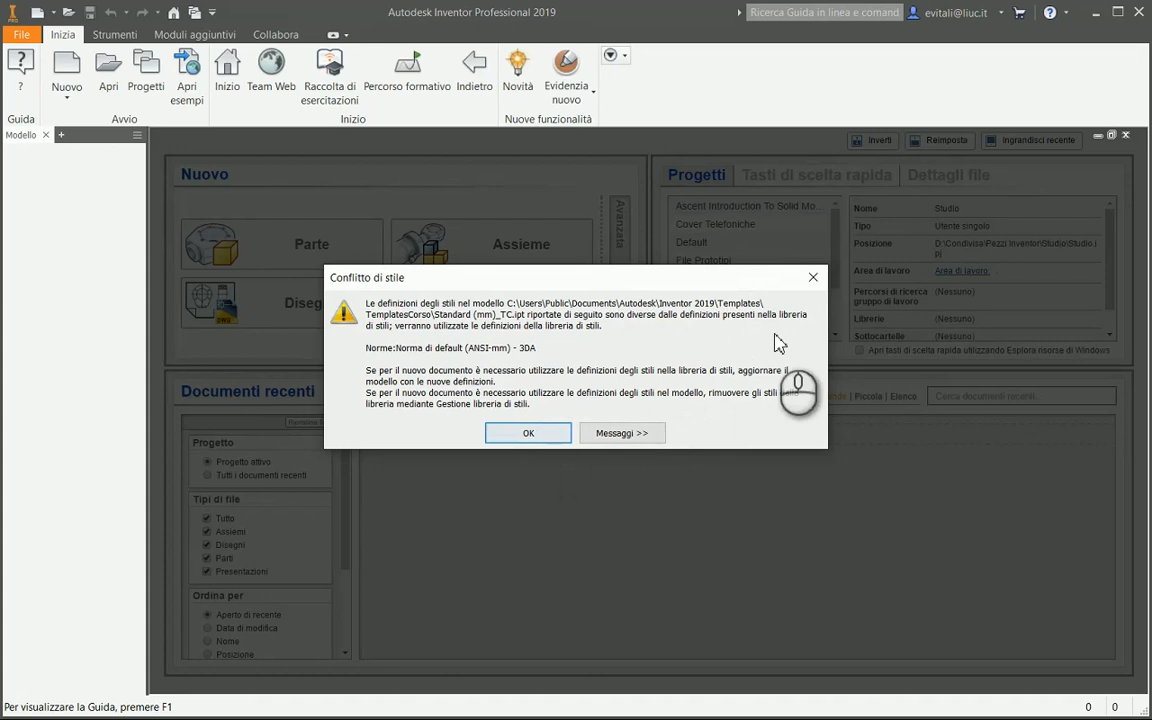 PRO
Autodesk Inventor Professional 2019
Ricerca Guida in linea e comand
evitali@liuc.it
File
Inizia
Strumenti
Moduli aggiuntivi
Collabora
?
Nuovo
Apri
Progetti
Apri
esempi
Inizio
Team Web
Raccolta di
esercitazioni
Percorso formativo
Indietro
Novità
Evidenzia
nuovo
Guida
Avvio
Inizio
Nuove funzionalità
Modello
Inverti
Reimposta
Ingrandisci recente
Nuovo
Parte
Assieme
Diseg
Avanzata
Progetti
Tasti di scelta rapida
Dettagli file
Ascent Introduction To Solid Mo...
Cover Telefoniche
Default
File Prototipi
Nome
Studio
Tipo
Utente singolo
Posizione
D:\Condivisa\Pezzi Inventor\Studio\Studio.i
pj
Area di lavoro:
Area di lavoro: .
Percorsi di ricerca
gruppo di lavoro
(Nessuno)
Librerie
(Nessuno)
Sottocartelle
(Nessuno)
Apri tasti di scelta rapida utilizzando Esplora risorse di Windows
Conflitto di stile
Le definizioni degli stili nel modello C:\Users\Public\Documents\Autodesk\Inventor 2019\Templates\
TemplatesCorso\Standard (mm)_TC.ipt riportate di seguito sono diverse dalle definizioni presenti nella libreria
di stili; verranno utilizzate le definizioni della libreria di stili.
Norme:Norma di default (ANSI-mm) - 3DA
Se per il nuovo documento è necessario utilizzare le definizioni degli stili nella libreria di stili, aggiornare il
modello con le nuove definizioni.
Se per il nuovo documento è necessario utilizzare le definizioni degli stili nel modello, rimuovere gli stili
libreria mediante Gestione libreria di stili.
OK
Messaggi >>
Documenti recenti
Piccola
Elenco
Cerca documenti recenti...
Progetto
Progetto attivo
Tutti i documenti recenti
Tipi di file
Tutto
Assiemi
Disegni
Parti
Presentazioni
Ordina per
Aperto di recente
Data di modifica
Nome
Posizione
Per visualizzare la Guida, premere F1
0
0